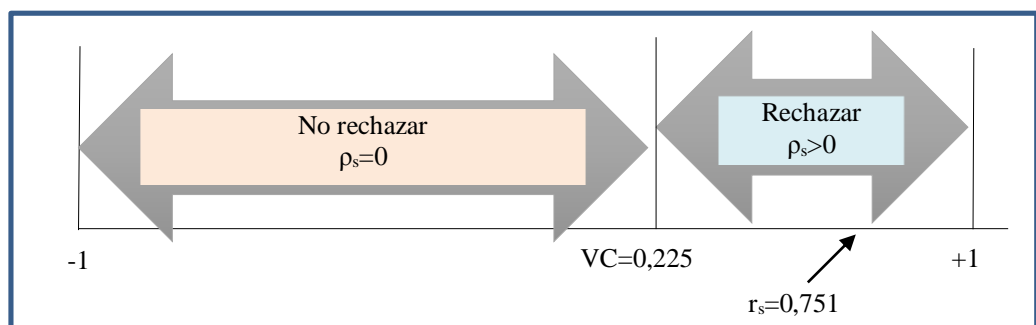 No rechazar
ρs=0
Rechazar
ρs>0
-1
VC=0,225
+1
rs=0,751